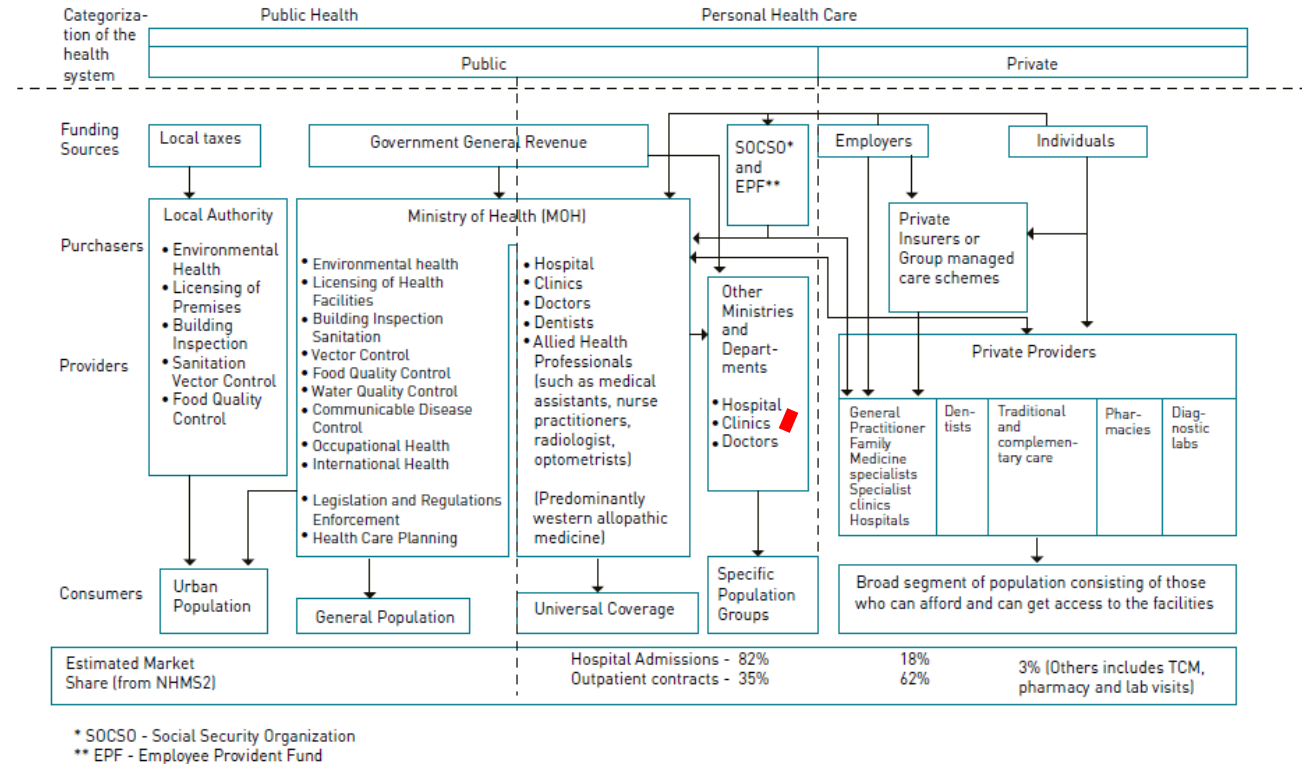 Categoriza-
tion of the
health
system
Public Health
Personal Health Care
Public
Private
Funding
Sources
Local taxes
Government General Revenue
SOCSO*
and
EPF**
Employers
Individuals
Purchasers
Providers
Local Authority
• Environmental
Health
• Licensing of
Premises
• Building
Inspection
• Sanitation
Vector Control
• Food Quality
Control
Ministry of Health (MOH)
• Environmental health
• Licensing of Health
Facilities
• Building Inspection
Sanitation
• Vector Control
• Food Quality Control
• Water Quality Control
• Communicable Disease
Control
• Occupational Health
• International Health
• Legislation and Regulations
Enforcement
• Health Care Planning
• Hospital
• Clinics
• Doctors
• Dentists
• Allied Health
Professionals
(such as medical
assistants, nurse
practitioners,
radiologist,
optometrists)
(Predominantly
western allopathic
medicine)
Other
Ministries
and
Depart-
ments
• Hospital
• Clinics
• Doctors
Private
Insurers or
Group managed
care schemes
Private Providers
General
Practitioner
Family
Medicine
specialists
Specialist
clinics
Hospitals
Den-
tists
Traditional
and
complemen-
tary care
Phar-
macies
Diag-
nostic
labs
Consumers
Urban
Population
General Population
Universal Coverage
Specific
Population
Groups
Broad segment of population consisting of those
who can afford and can get access to the facilities
Estimated Market
Share (from NHMS2)
Hospital Admissions - 82%
Outpatient contracts - 35%
18%
62%
3% (Others includes TCM,
pharmacy and lab visits)
* SOCSO - Social Security Organization
** EPF - Employee Provident Fund